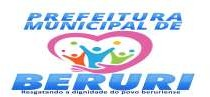 PREFEITURA
MUNICIPAL DE
BERURI
Resgatando a dignidade do povo beruriense